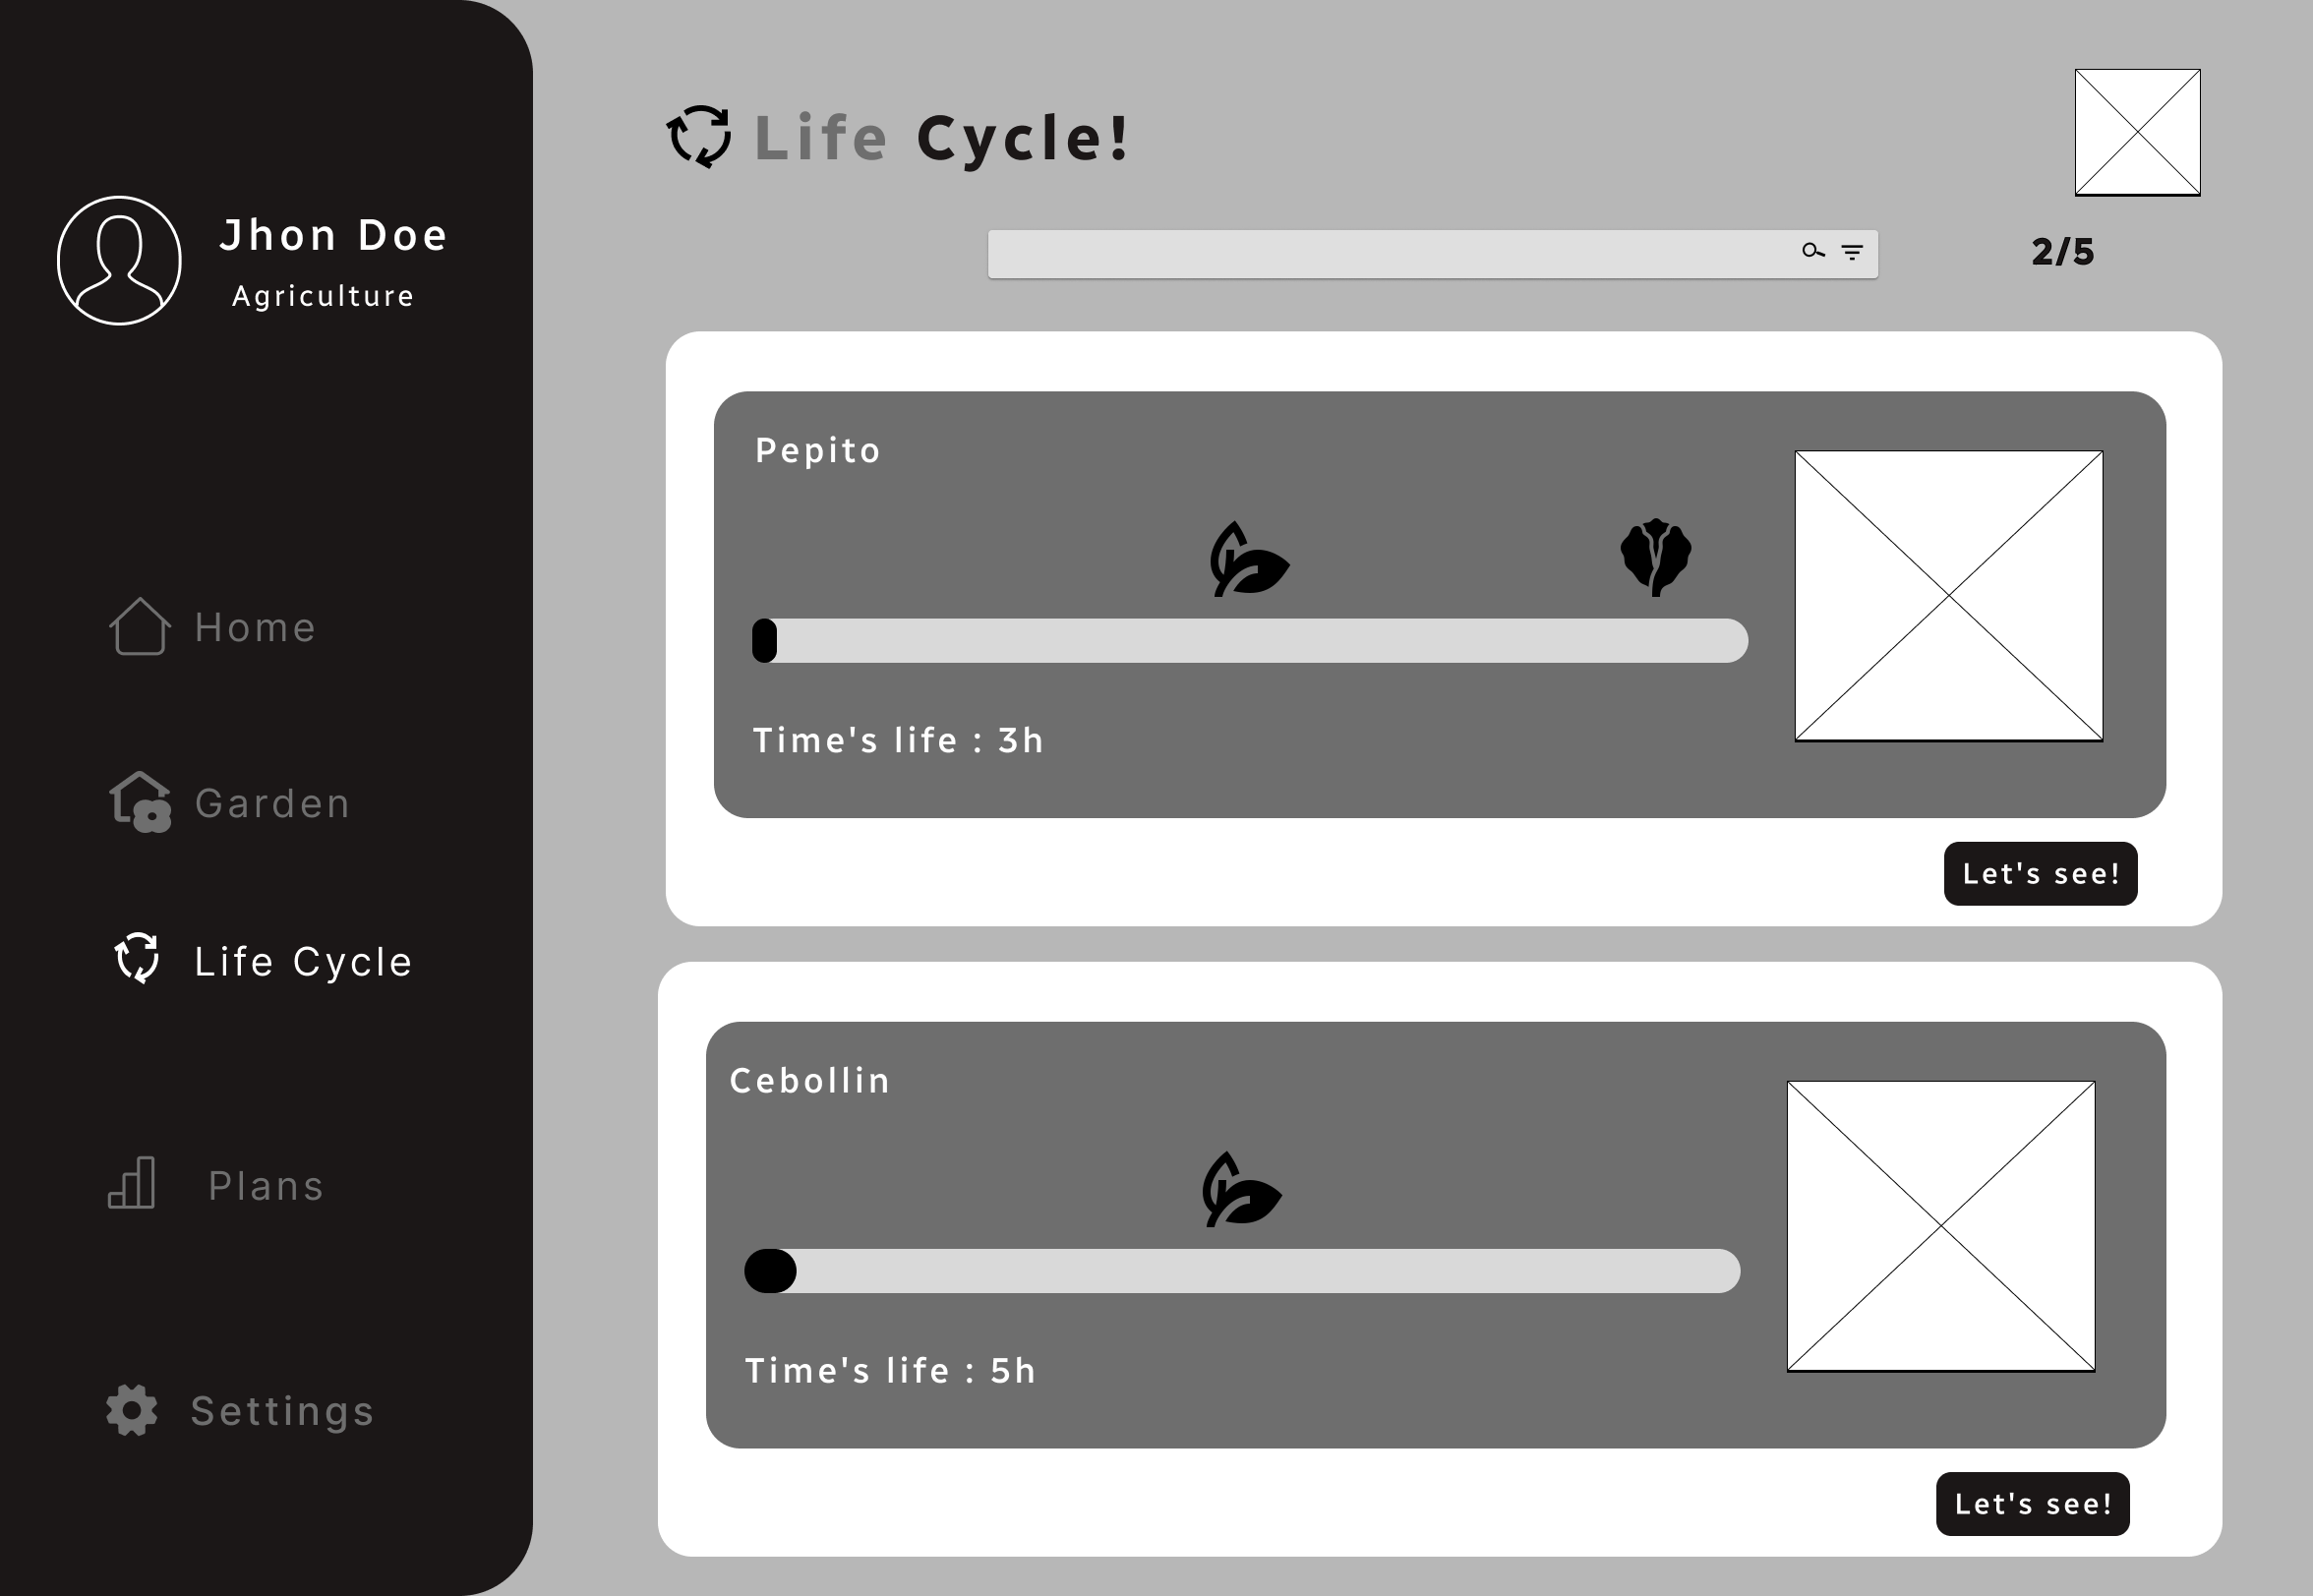 Jhon Doe
Agriculture
Home
Garden
Life Cycle
Plans
Settings
Life Cycle!
2/5
Pepito
Time's life : 3h
Let's see!
Cebollin
Time's life : 5h
Let's see!